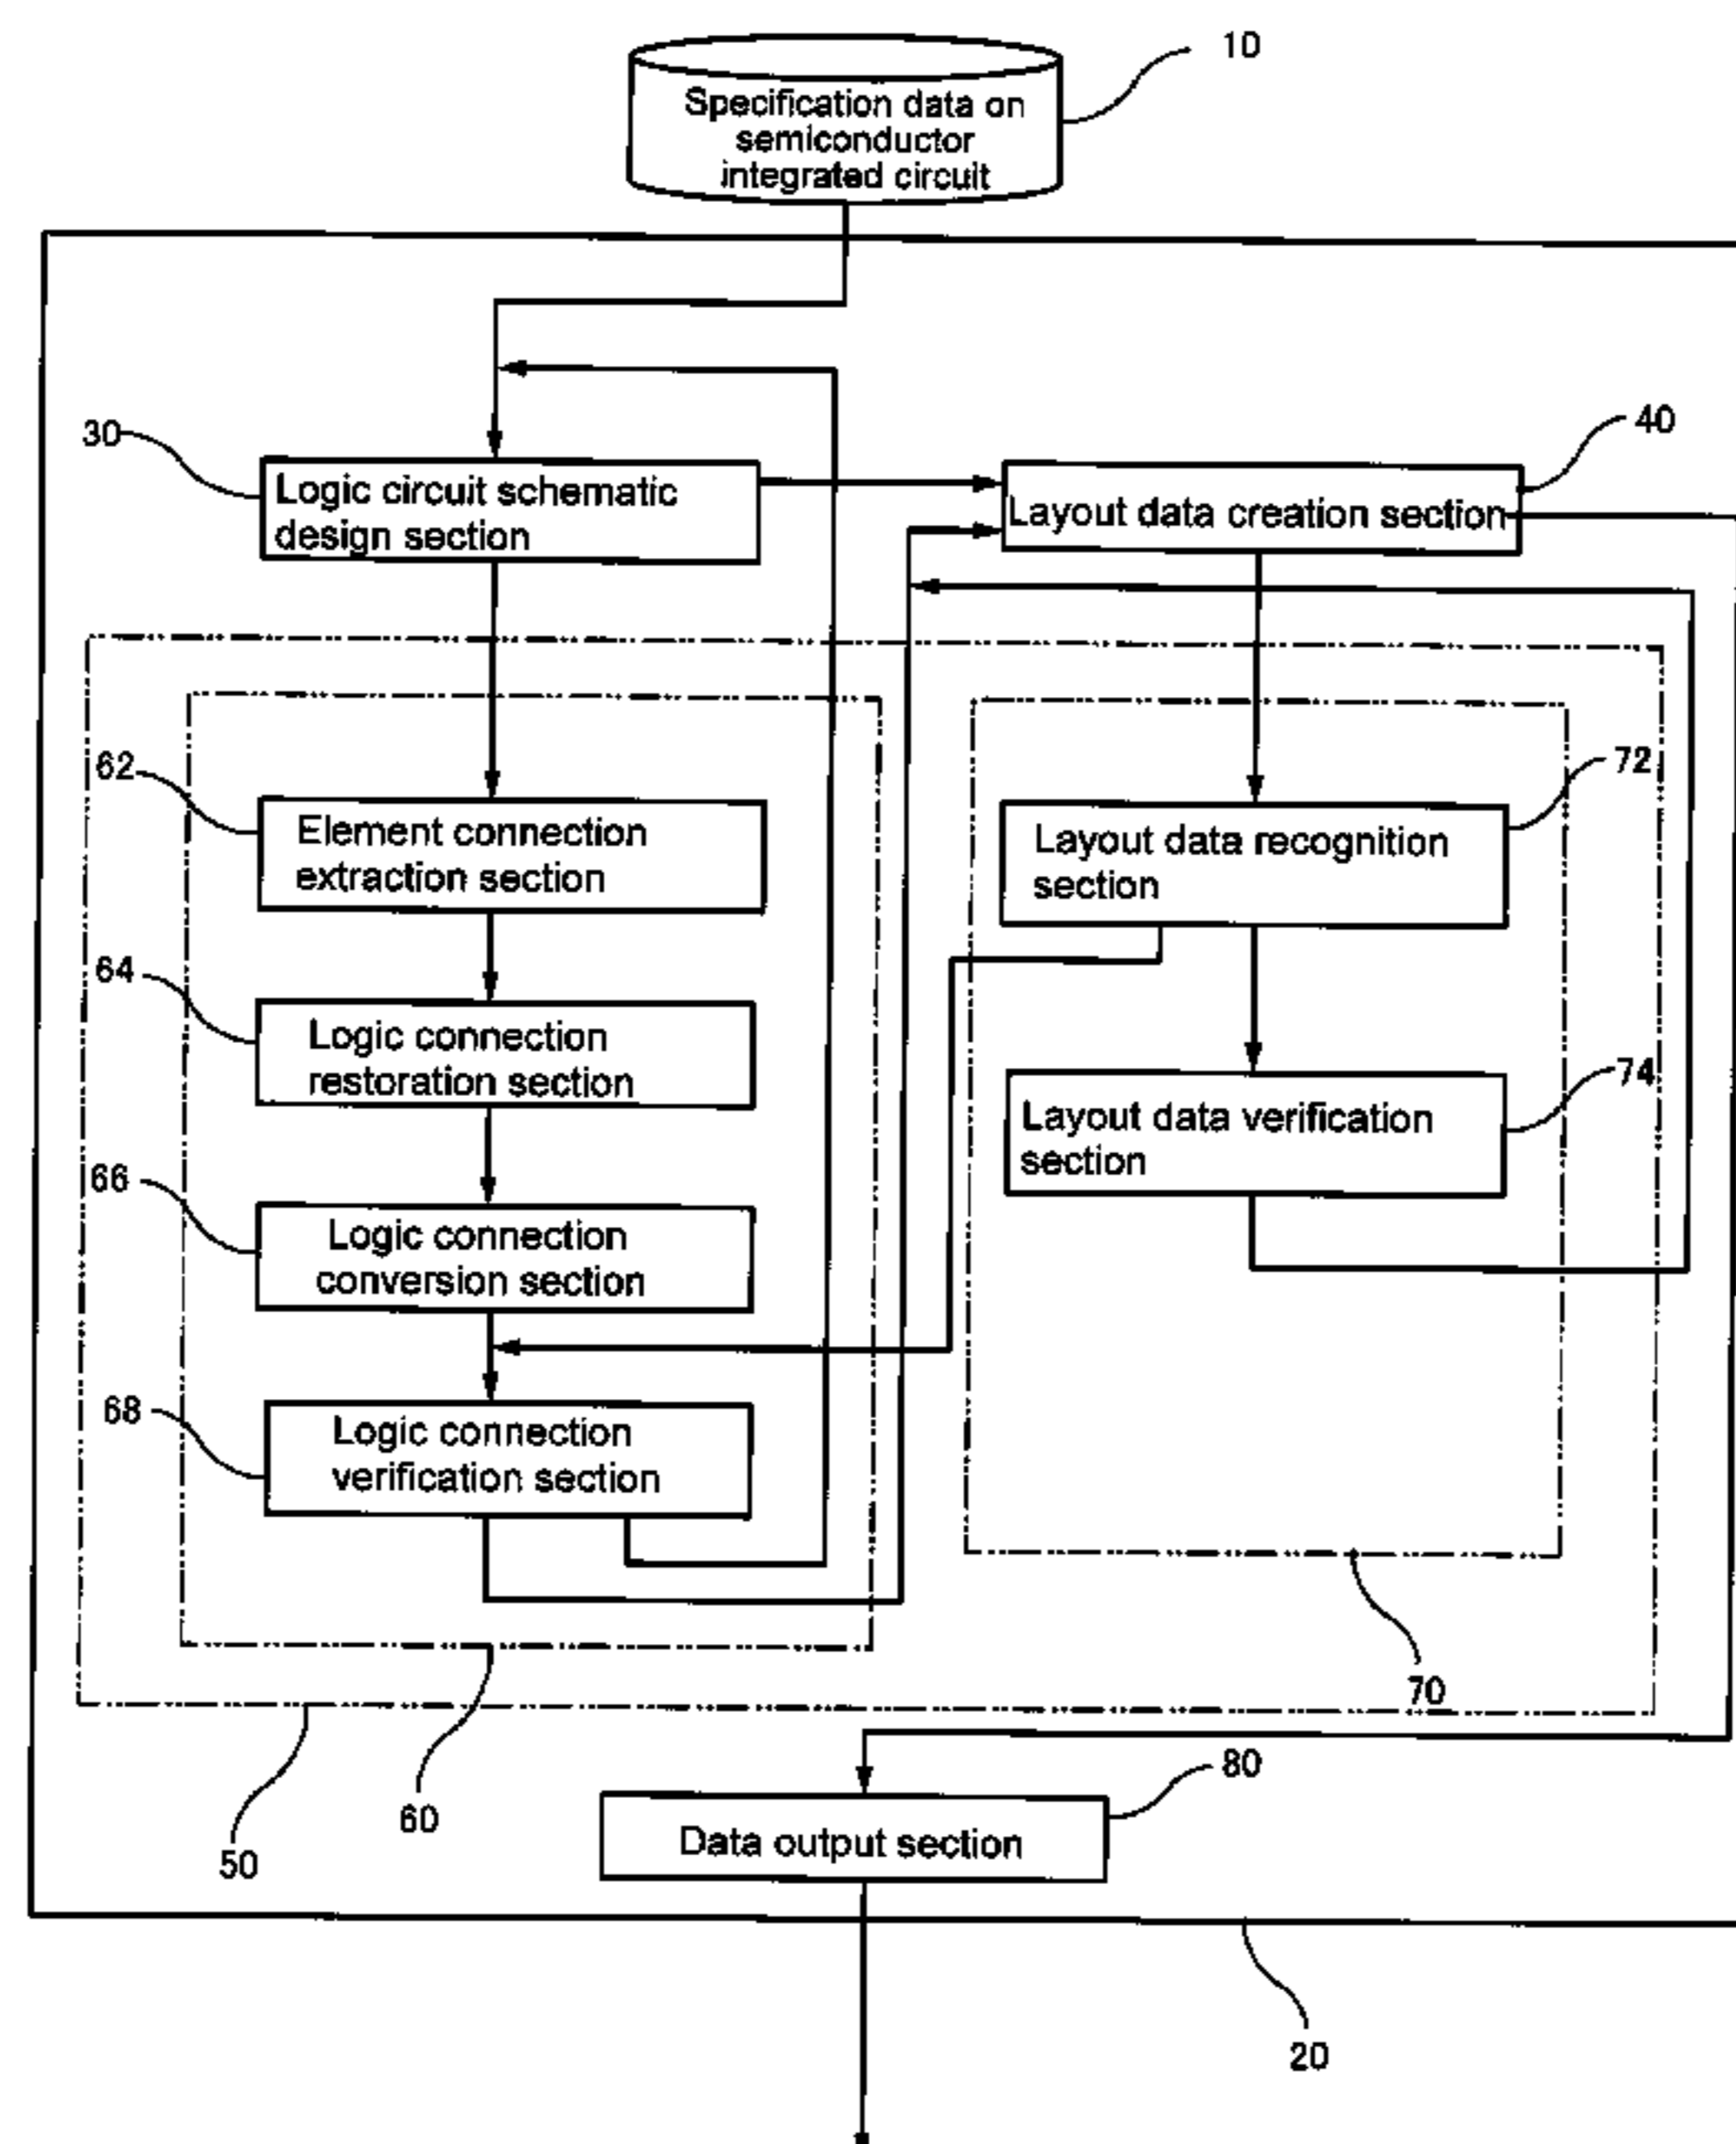 10
Specification data on
semiconductor
integrated circuit
30
Logic circuit schematic
design section
40
Layout data creation section
62
Element connection
extraction section
72
Layout data recognition
section
64
Logic connection
restoration section
74
Layout data verification
section
66
Logic connection
conversion section
68
Logic connection
verification section
70
80
60
50
Data output section
20